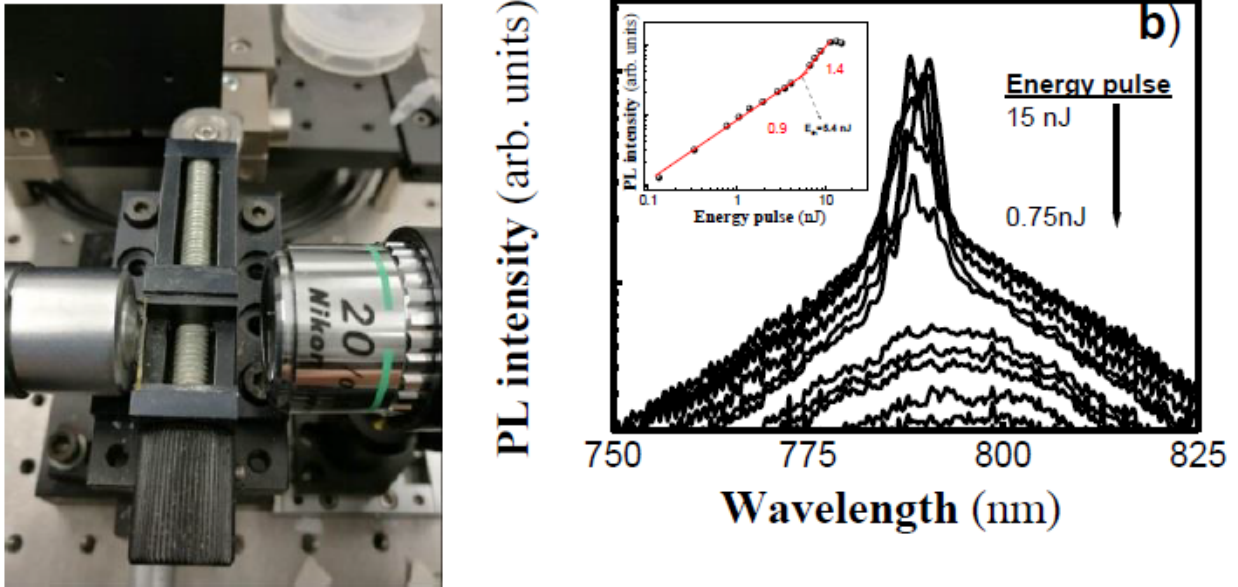 20
Nikon
b)
Energy pulse
15 nJ
0.75nJ
PL intensity (arb. units)
750
775
800
825
Wavelength (nm)
PL intensity (arb. units)
1.4
0.9
E =5.4 nJ
0.1
1
10
Energy pulse (nJ)